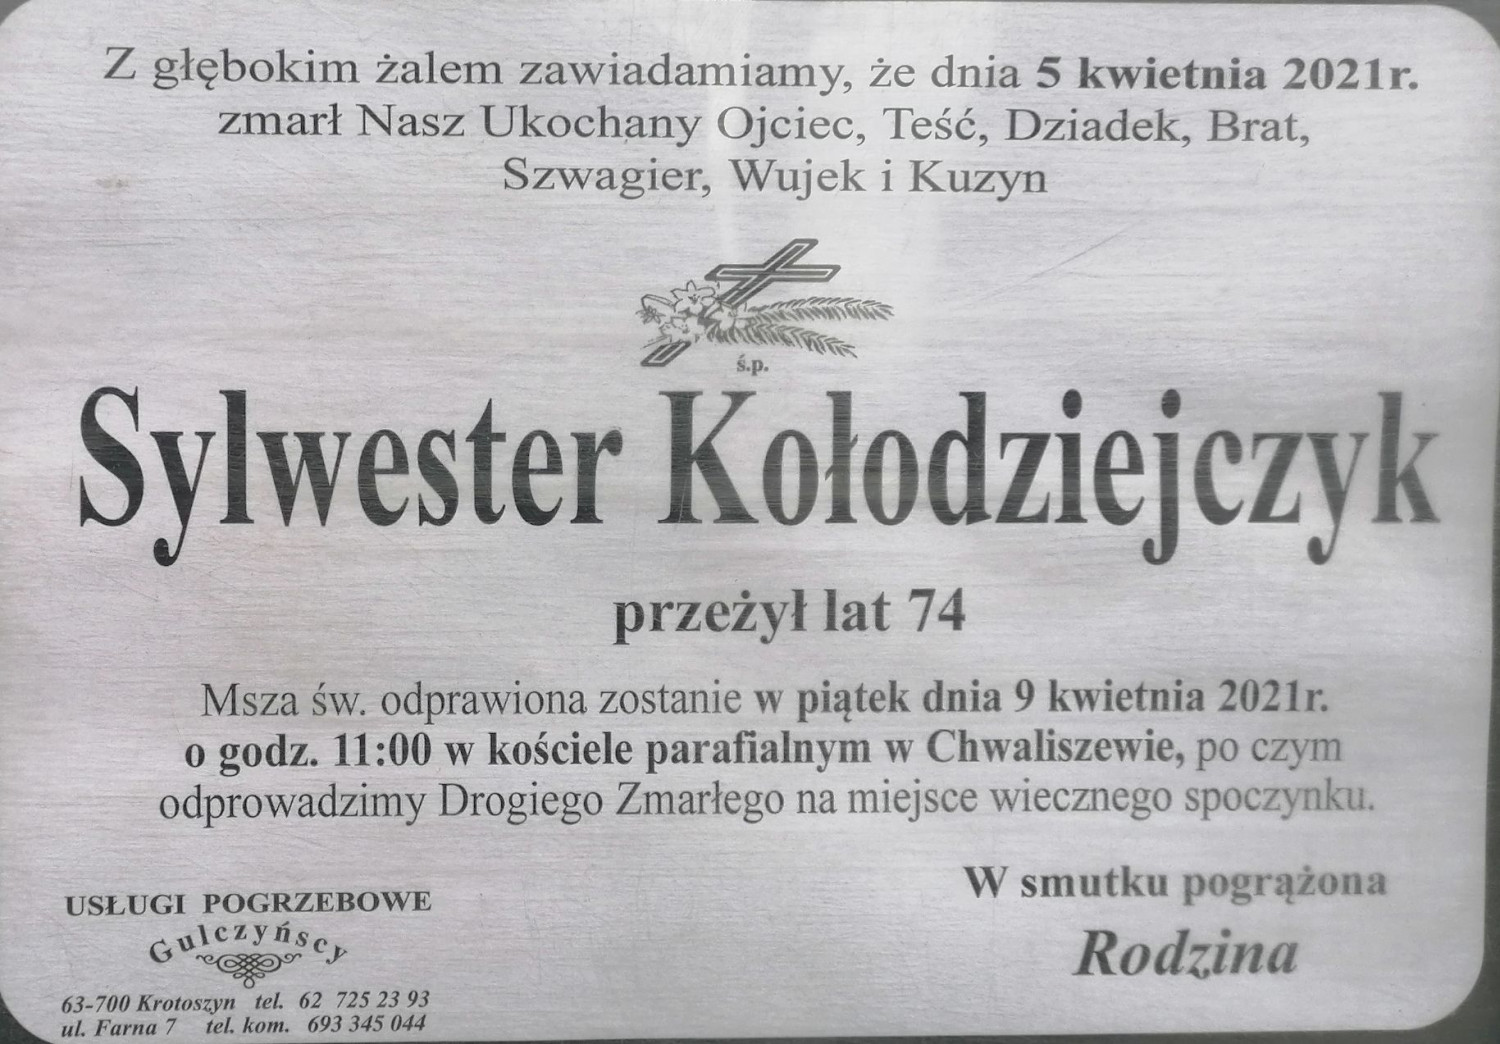 Z głębokim żalem zawiadamiamy, że dnia 5 kwietnia 2021r.
zmarł Nasz Ukochany Ojciec, Teść, Dziadek, Brat,
Szwagier, Wujek i Kuzyn
ś.p.
Sylwester Kołodziejczyk
przeżył lat 74
Msza św. odprawiona zostanie w piątek dnia 9 kwietnia 2021r.
o godz. 11:00 w kościele parafialnym w Chwaliszewie, po czym
odprowadzimy Drogiego Zmarłego na miejsce wiecznego spoczynku.
W smutku pogrążona
Rodzina
USŁUGI POGRZEBOWE
Gulczyńscy
63-700 Krotoszyn tel. 62 725 23 93
ul. Farna 7 tel. kom. 693 345 044